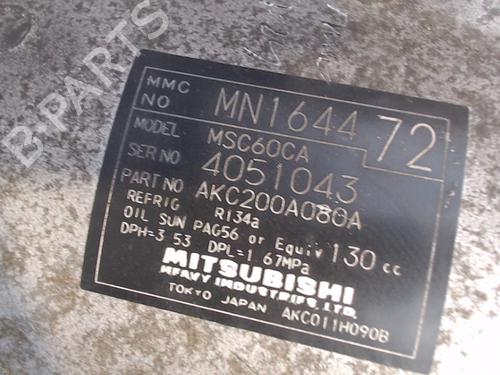 B-PARTS
MMC NO MN164472
MODEL MSC60CA
SER NO 4051043
PART NO AKC200A080A
REFRIG R134a
OIL SUN PAG56 or Equiv 130 cc
DPH=3.53 DPL=1.67MPa
MITSUBISHI
HEAVY INDUSTRIES, LTD.
TOKYO JAPAN AKC011H090B